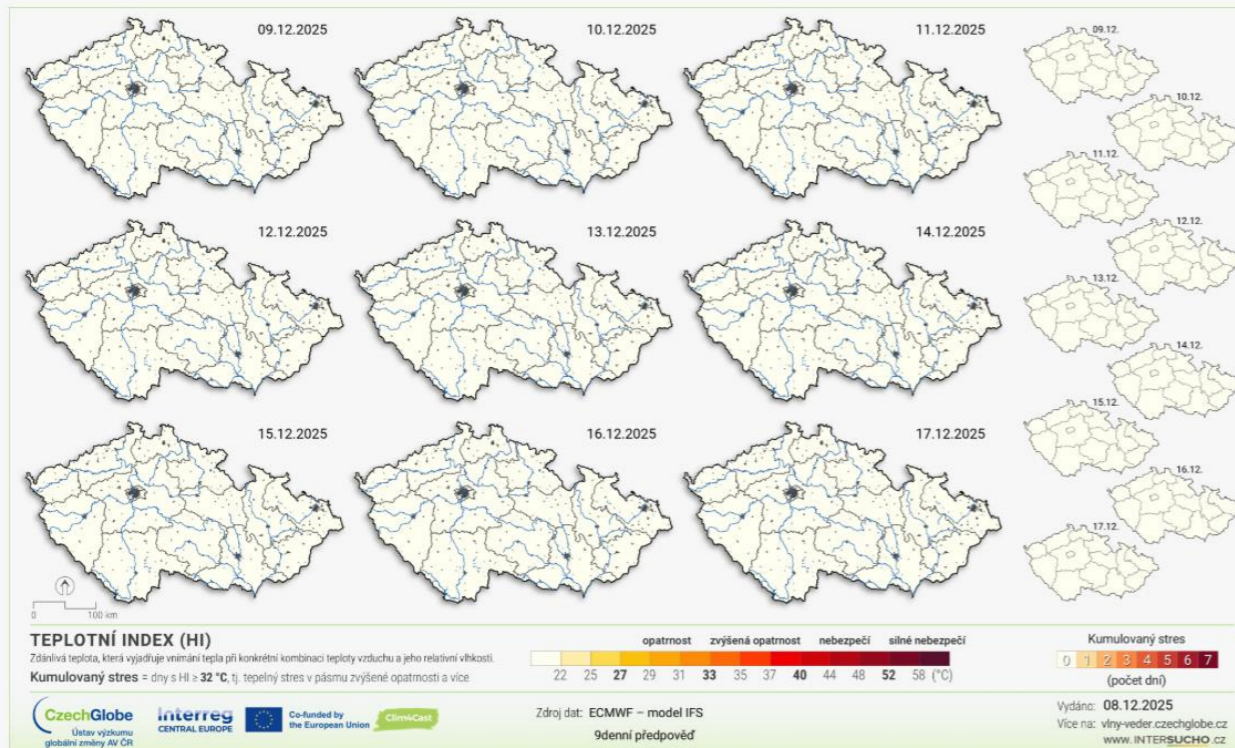 09.12.2025
10.12.2025
11.12.2025
12.12.2025
13.12.2025
14.12.2025
15.12.2025
16.12.2025
17.12.2025
09.12.
10.12.
11.12.
12.12.
13.12.
14.12.
15.12.
16.12.
17.12.
0 100 km
TEPLOTNÍ INDEX (HI)
Zdánlivá teplota, která vyjadřuje vnímání tepla při konkrétní kombinaci teploty vzduchu a jeho relativní vlhkosti.
Kumulovaný stres = dny s HI ≥ 32 °C, tj. tepelný stres v pásmu zvýšené opatrnosti a více
opatrnost zvýšená opatrnost nebezpečí silné nebezpečí
22 25 27 29 31 33 35 37 40 44 48 52 58 (°C)
Kumulovaný stres
0 1 2 3 4 5 6 7
(počet dní)
CzechGlobe
Ústav výzkumu
globální změny AV ČR
Interreg
CENTRAL EUROPE
Co-funded by
the European Union
Clim4Cast
Zdroj dat: ECMWF – model IFS
9denní předpověď
Vydáno: 08.12.2025
Více na: vlny-veder.czechglobe.cz
www.INTERSUCHO.cz